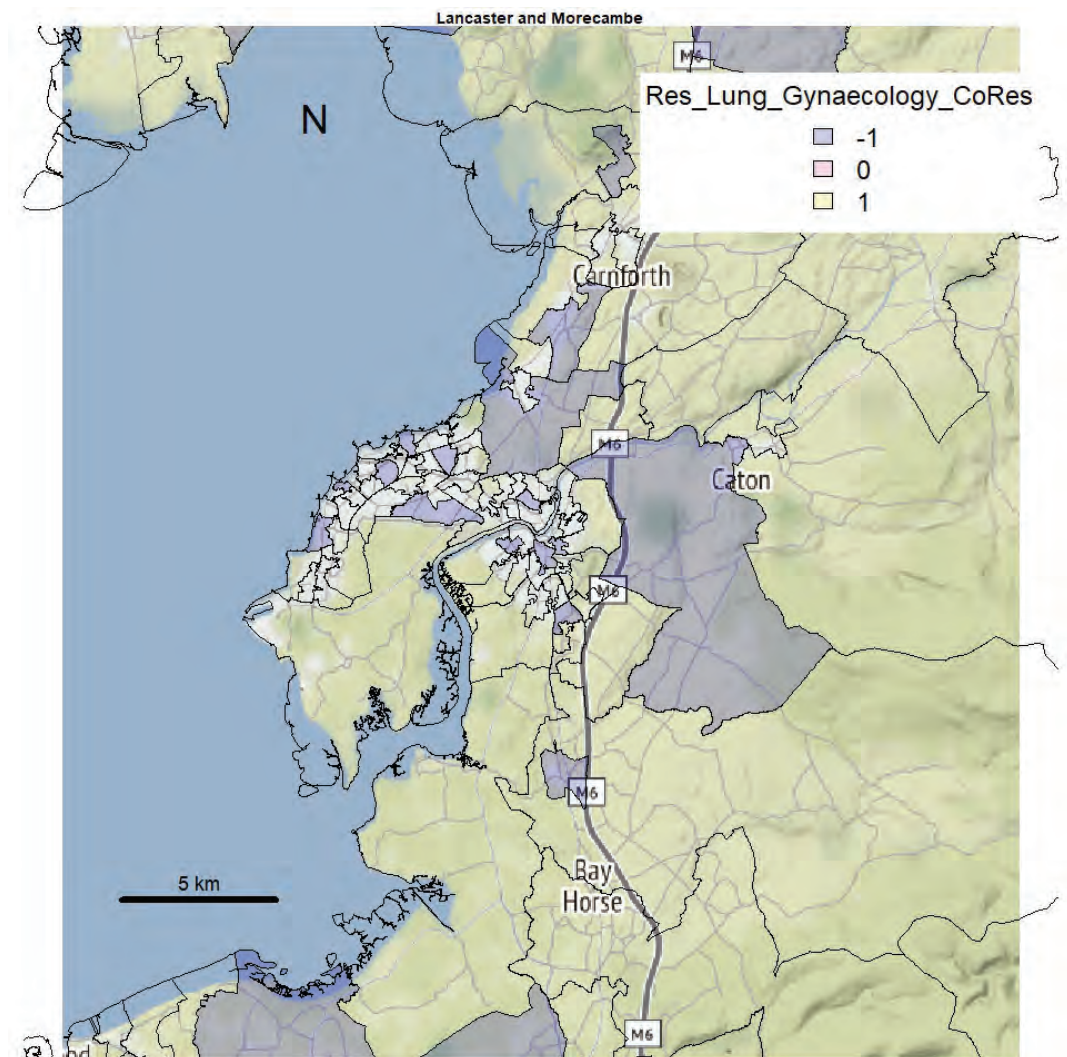 Lancaster and Morecambe
M6
N
Res_Lung_Gynaecology_CoRes
-1
0
1
Carnforth
M6
Caton
M6
M6
Bay
Horse
5 km
M6